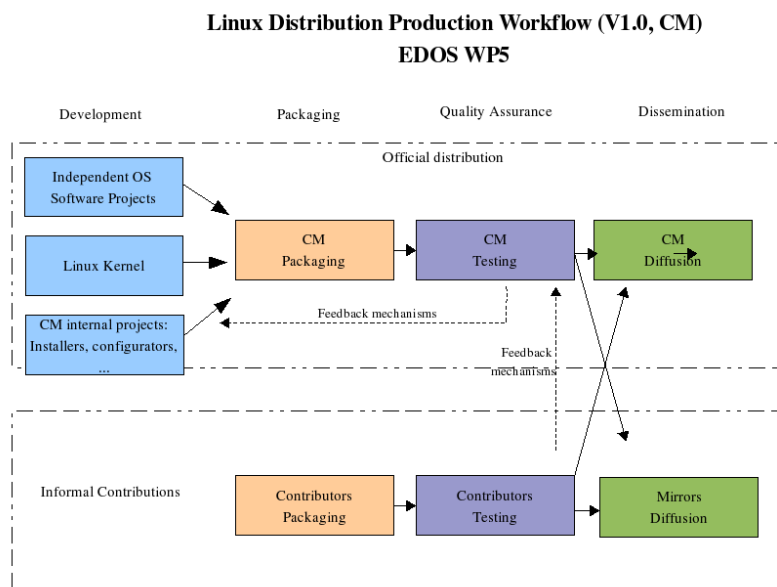 Linux Distribution Production Workflow (V1.0, CM)
EDOS WP5
Development
Packaging
Quality Assurance
Dissemination
Official distribution
Independent OS
Software Projects
Linux Kernel
CM internal projects:
Installers, configurators,
...
CM
Packaging
CM
Testing
CM
Diffusion
Feedback mechanisms
Feedback
mechanisms
Informal Contributions
Contributors
Packaging
Contributors
Testing
Mirrors
Diffusion